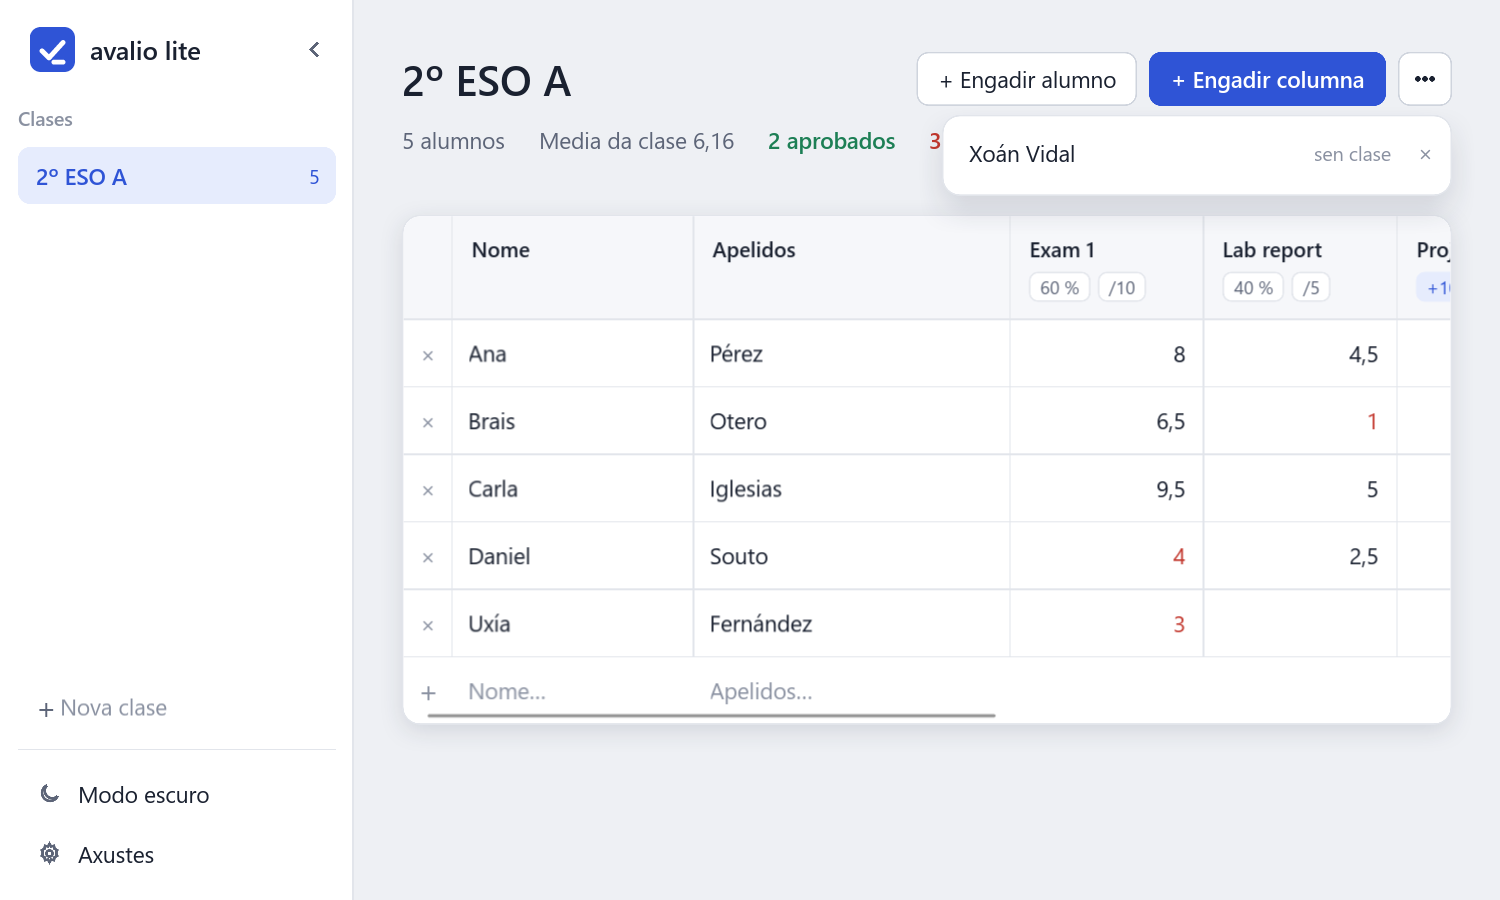 avalio lite
Clases
2º ESO A 5
+ Nova clase
Modo escuro
Axustes
2º ESO A
+ Engadir alumno
+ Engadir columna
•••
5 alumnos Media da clase 6,16 2 aprobados 3
Xoán Vidal sen clase ×
Nome Apelidos Exam 1 Lab report
60 % /10 40 % /5
× Ana Pérez 8 4,5
× Brais Otero 6,5 1
× Carla Iglesias 9,5 5
× Daniel Souto 4 2,5
× Uxía Fernández 3
+ Nome... Apelidos...